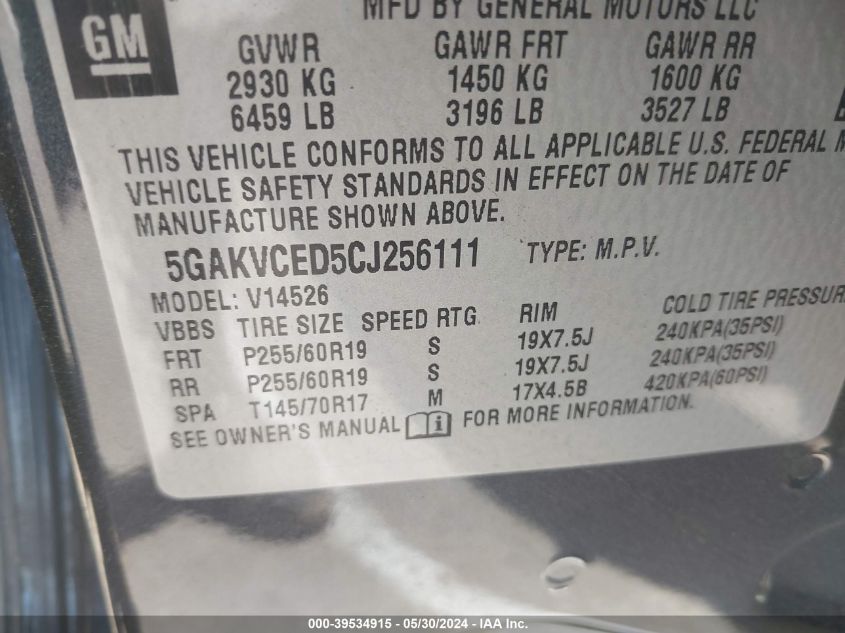 MFD BY GENERAL MOTORS LLC
GM
GVWR GAWR FRT GAWR RR
2930 KG 1450 KG 1600 KG
6459 LB 3196 LB 3527 LB
THIS VEHICLE CONFORMS TO ALL APPLICABLE U.S. FEDERAL M
VEHICLE SAFETY STANDARDS IN EFFECT ON THE DATE OF
MANUFACTURE SHOWN ABOVE.
5GAKVCED5CJ256111 TYPE: M.P.V.
MODEL: V14526
VBBS TIRE SIZE SPEED RTG RIM COLD TIRE PRESSUR
FRT P255/60R19 S 19X7.5J 240KPA(35PSI)
RR P255/60R19 S 19X7.5J 240KPA(35PSI)
SPA T145/70R17 M 17X4.5B 420KPA(60PSI)
SEE OWNER'S MANUAL i FOR MORE INFORMATION.
000-39534915 - 05/30/2024 - IAA Inc.